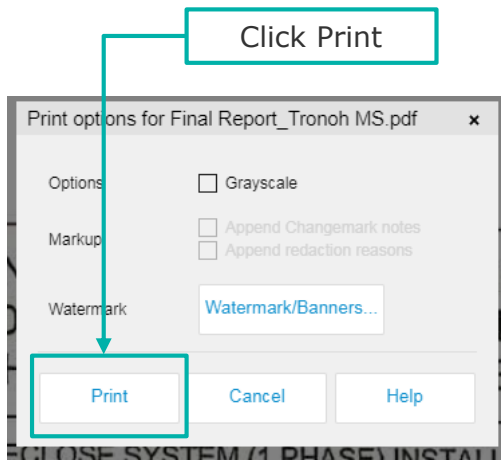 Click Print
Print options for Final Report_Tronoh MS.pdf
×
Options
Grayscale
Markup
Append Changemark notes
Append redaction reasons
Watermark
Watermark/Banners...
Print
Cancel
Help
ECLOSE SYSTEM (1 PHASE) INSTALL